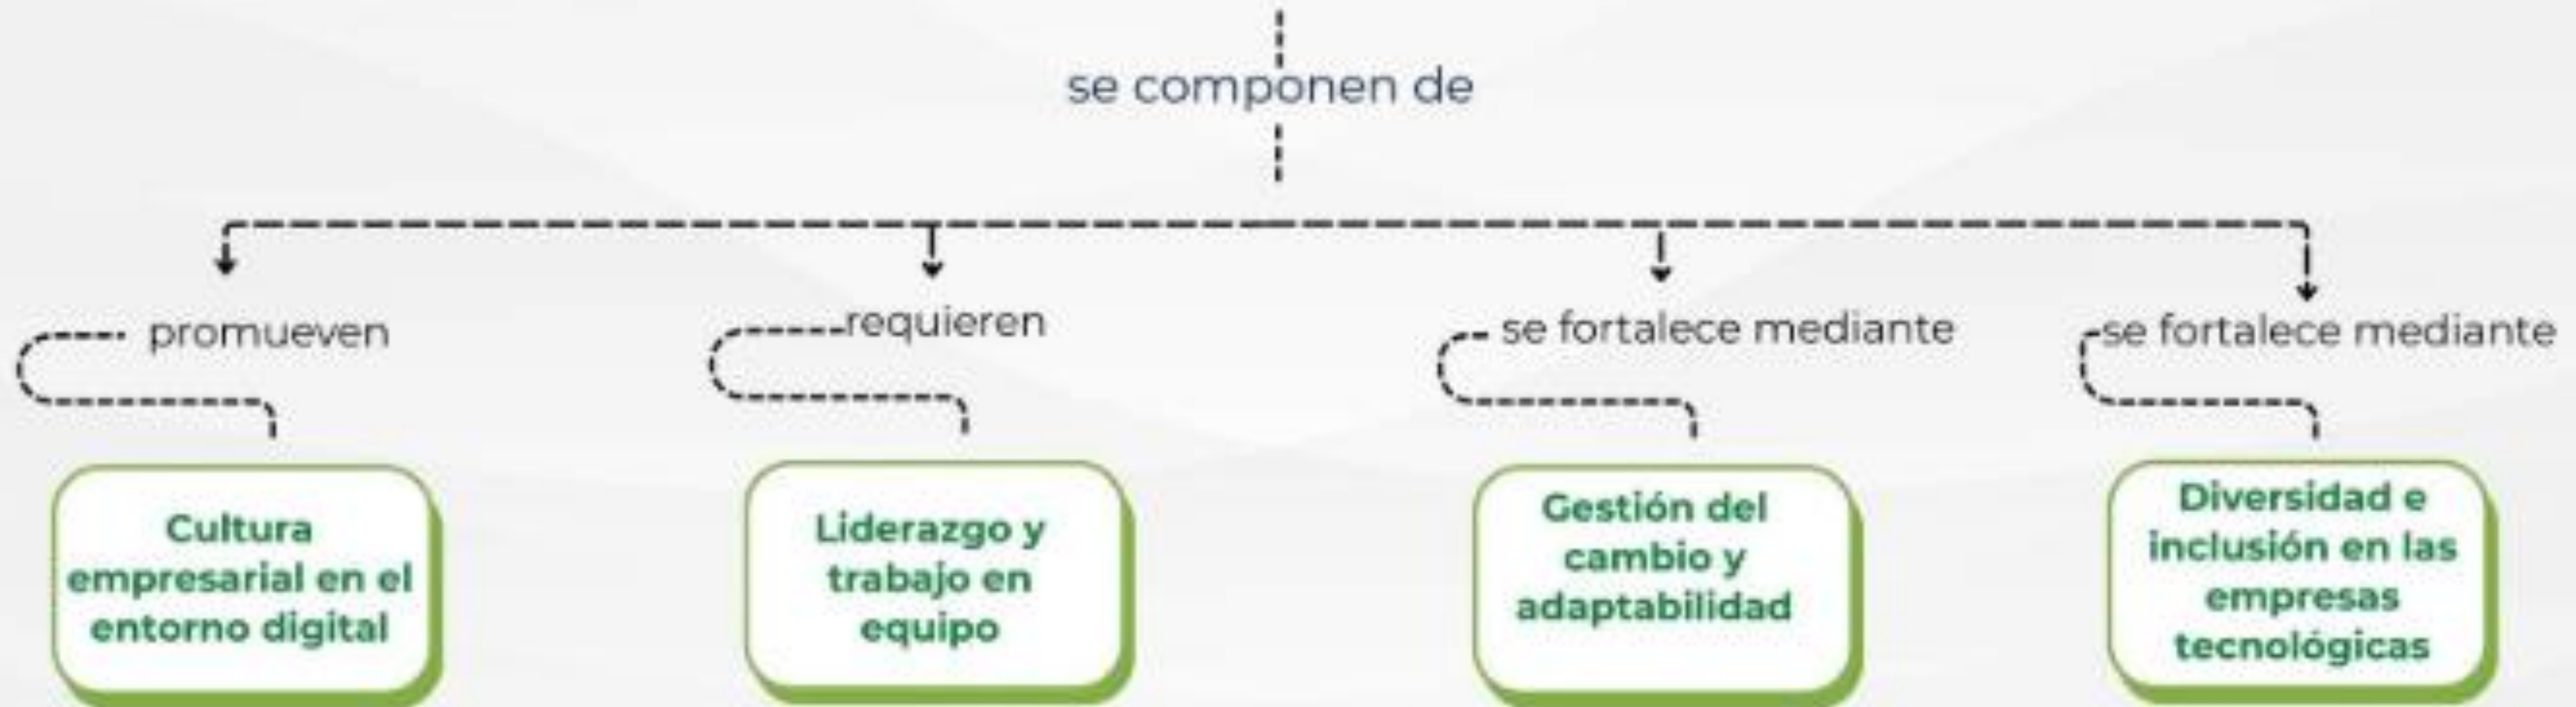 se componen de
promueven
requieren
se fortalece mediante
se fortalece mediante
Cultura
empresarial en el
entorno digital
Liderazgo y
trabajo en
equipo
Gestión del
cambio y
adaptabilidad
Diversidad e
inclusión en las
empresas
tecnológicas